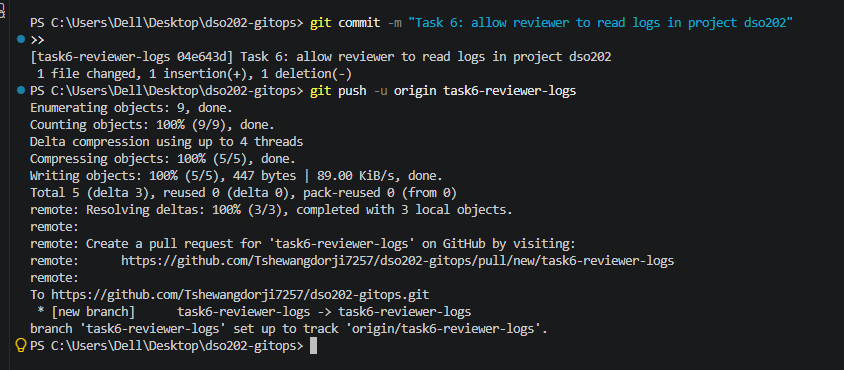 PS C:\Users\Dell\Desktop\dso202-gitops> git commit -m "Task 6: allow reviewer to read logs in project dso202"
>>
[task6-reviewer-logs 04e643d] Task 6: allow reviewer to read logs in project dso202
1 file changed, 1 insertion(+), 1 deletion(-)
PS C:\Users\Dell\Desktop\dso202-gitops> git push -u origin task6-reviewer-logs
Enumerating objects: 9, done.
Counting objects: 100% (9/9), done.
Delta compression using up to 4 threads
Compressing objects: 100% (5/5), done.
Writing objects: 100% (5/5), 447 bytes | 89.00 KiB/s, done.
Total 5 (delta 3), reused 0 (delta 0), pack-reused 0 (from 0)
remote: Resolving deltas: 100% (3/3), completed with 3 local objects.
remote:
remote: Create a pull request for 'task6-reviewer-logs' on GitHub by visiting:
remote:      https://github.com/Tshewangdorji7257/dso202-gitops/pull/new/task6-reviewer-logs
remote:
To https://github.com/Tshewangdorji7257/dso202-gitops.git
* [new branch]      task6-reviewer-logs -> task6-reviewer-logs
branch 'task6-reviewer-logs' set up to track 'origin/task6-reviewer-logs'.
PS C:\Users\Dell\Desktop\dso202-gitops>